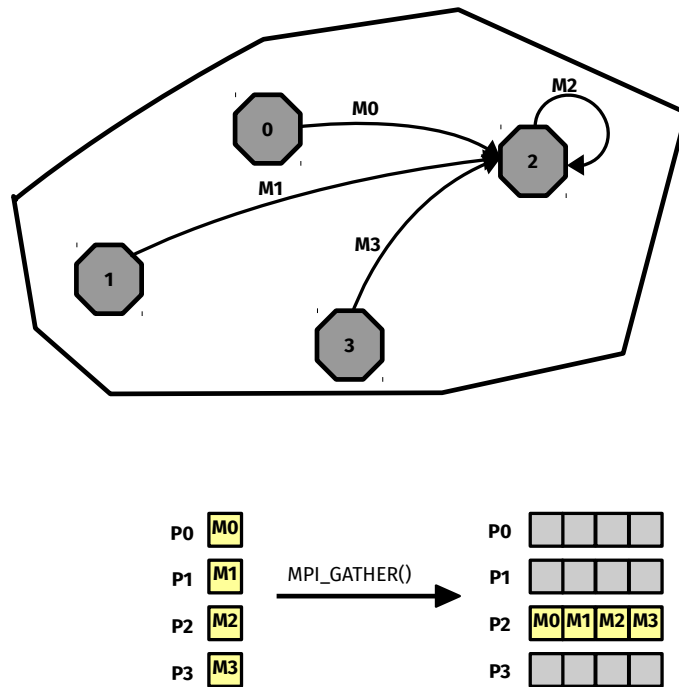 M2
M0
0
2
M1
M3
1
3
P0 M0 P0
P1 M1 MPI_GATHER() P1
P2 M2 P2 M0 M1 M2 M3
P3 M3 P3